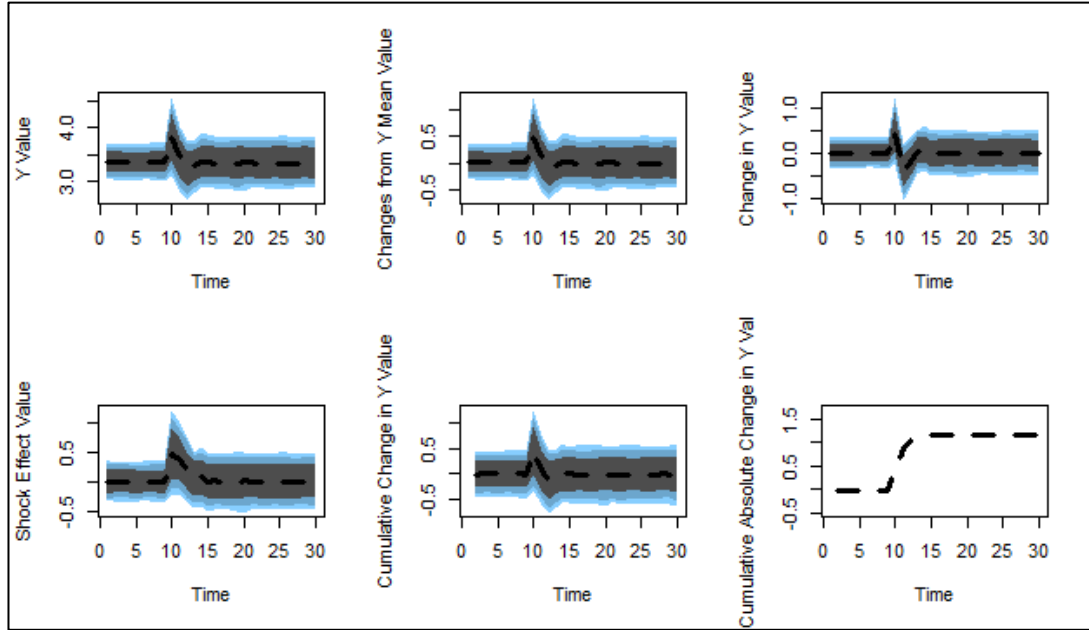 Y Value
3.0 4.0
0 5 10 15 20 25 30
Time
Changes from Y Mean Value
-0.5 0.5
0 5 10 15 20 25 30
Time
Change in Y Value
-1.0 0.0 1.0
0 5 10 15 20 25 30
Time
Shock Effect Value
-0.5 0.5
0 5 10 15 20 25 30
Time
Cumulative Change in Y Value
-0.5 0.5
0 5 10 15 20 25 30
Time
Cumulative Absolute Change in Y Val
-0.5 0.5 1.5
0 5 10 15 20 25 30
Time